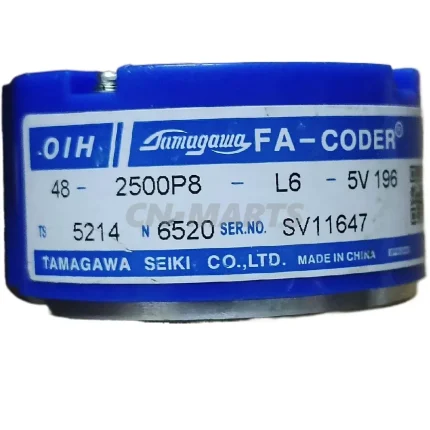 OIH Tamagawa FA-CODER®
48 - 2500P8 - L6 - 5V 196
CN-MARTS
TS 5214 N 6520 SER.NO. SV11647
TAMAGAWA SEIKI CO.,LTD. MADE IN CHINA